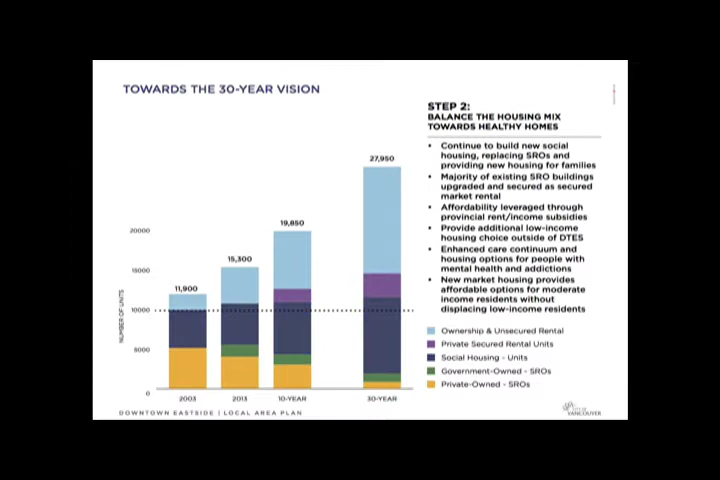 TOWARDS THE 30-YEAR VISION
STEP 2:
BALANCE THE HOUSING MIX
TOWARDS HEALTHY HOMES
• Continue to build new social
housing, replacing SROs and
providing new housing for families
• Majority of existing SRO buildings
upgraded and secured as secured
market rental
• Affordability leveraged through
provincial rent/income subsidies
• Provide additional low-income
housing choice outside of DTES
• Enhanced care continuum and
housing options for people with
mental health and addictions
• New market housing provides
affordable options for moderate
income residents without
displacing low-income residents
27,950
19,850
15,300
11,900
20000
15000
10000
5000
0
NUMBER OF UNITS
2003
2013
10-YEAR
30-YEAR
Ownership & Unsecured Rental
Private Secured Rental Units
Social Housing - Units
Government-Owned - SROs
Private-Owned - SROs
DOWNTOWN EASTSIDE | LOCAL AREA PLAN
CITY OF
VANCOUVER